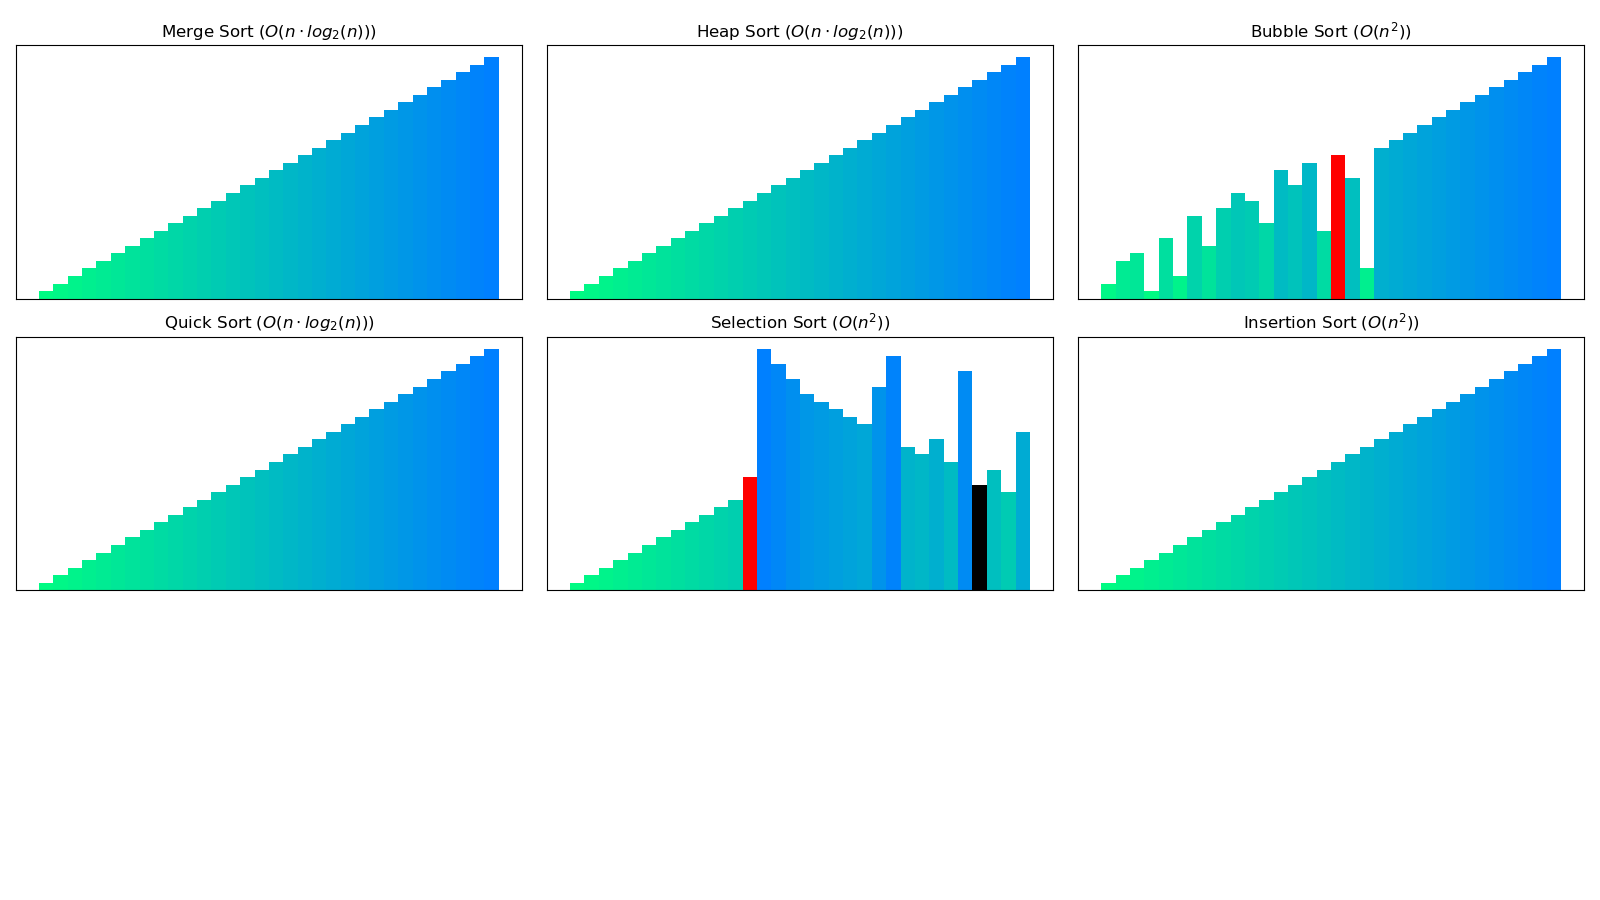 Merge Sort (O(n · log₂(n)))
Heap Sort (O(n · log₂(n)))
Bubble Sort (O(n²))
Quick Sort (O(n · log₂(n)))
Selection Sort (O(n²))
Insertion Sort (O(n²))